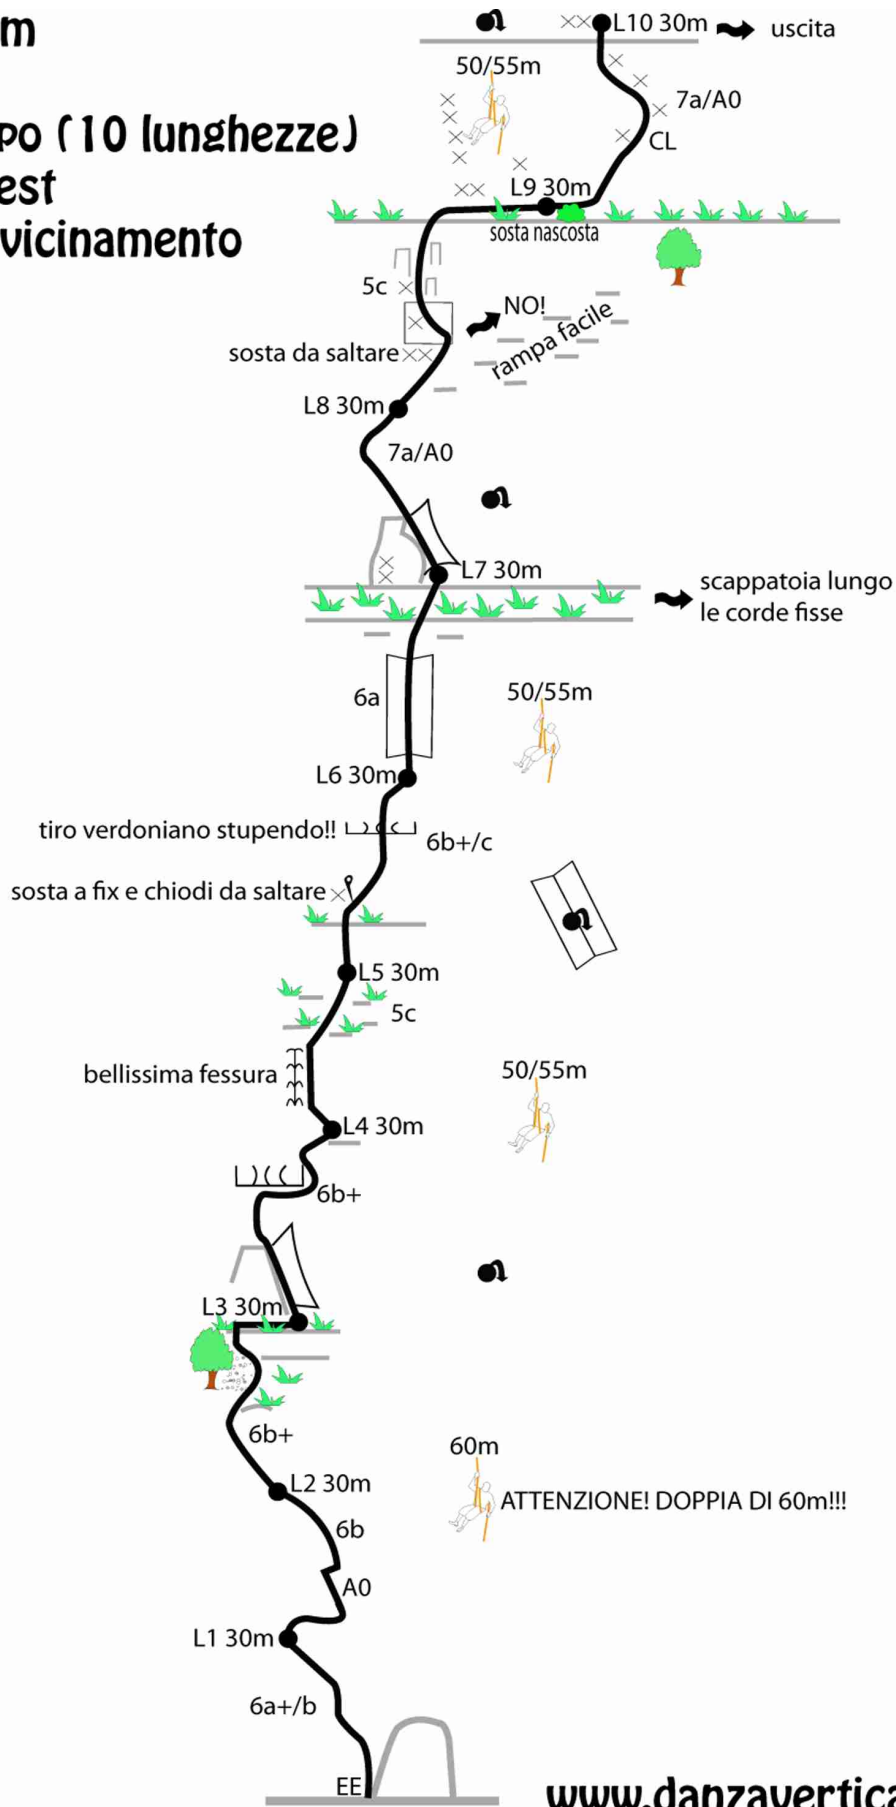 m
po (10 lunghezze)
est
vicinamento
L10 30m
uscita
50/55m
7a/A0
CL
L9 30m
sosta nascosta
5c
NO!
rampa facile
sosta da saltare
L8 30m
7a/A0
L7 30m
scappatoia lungo
le corde fisse
6a
50/55m
L6 30m
tiro verdoniano stupendo!!
6b+/c
sosta a fix e chiodi da saltare
L5 30m
5c
bellissima fessura
50/55m
L4 30m
6b+
L3 30m
6b+
60m
L2 30m
ATTENZIONE! DOPPIA DI 60m!!!
6b
A0
L1 30m
6a+/b
EE
www.danzavertica